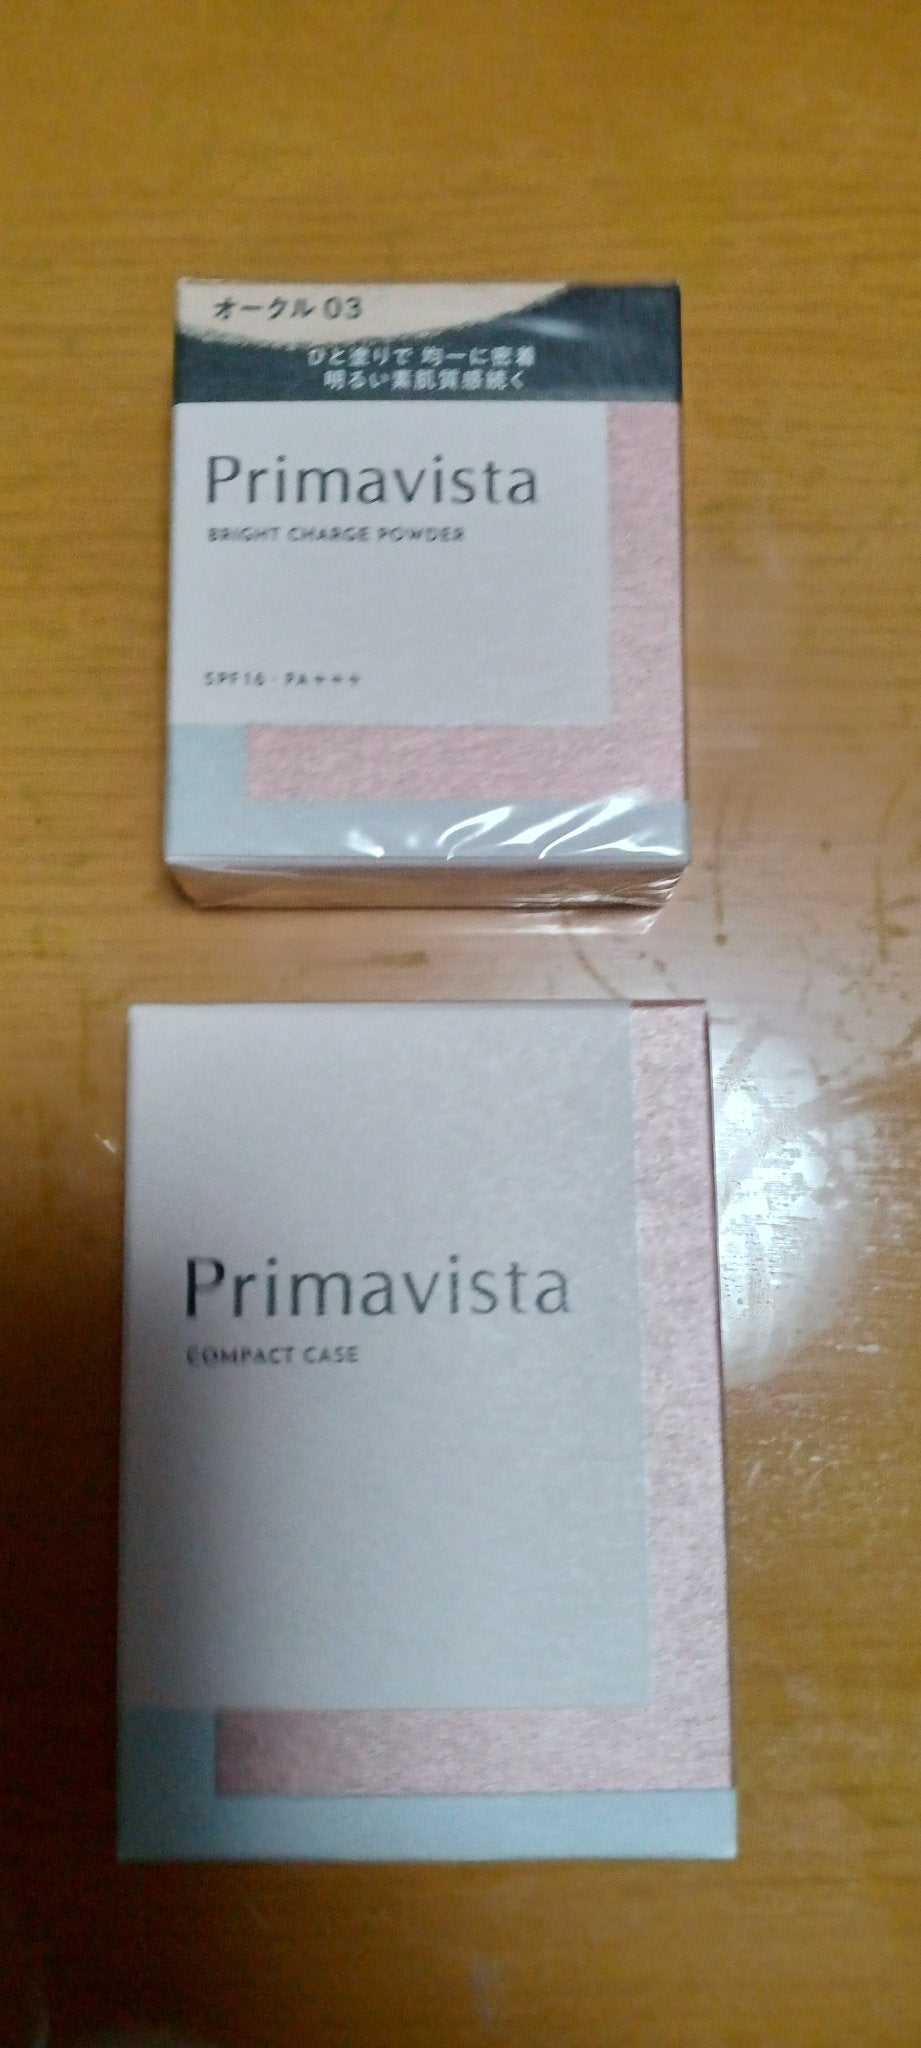 オークル 03
ひと塗りで 均一に密着
明るい素肌質感続く
Primavista
BRIGHT CHARGE POWDER
SPF16・PA+++
Primavista
COMPACT CASE